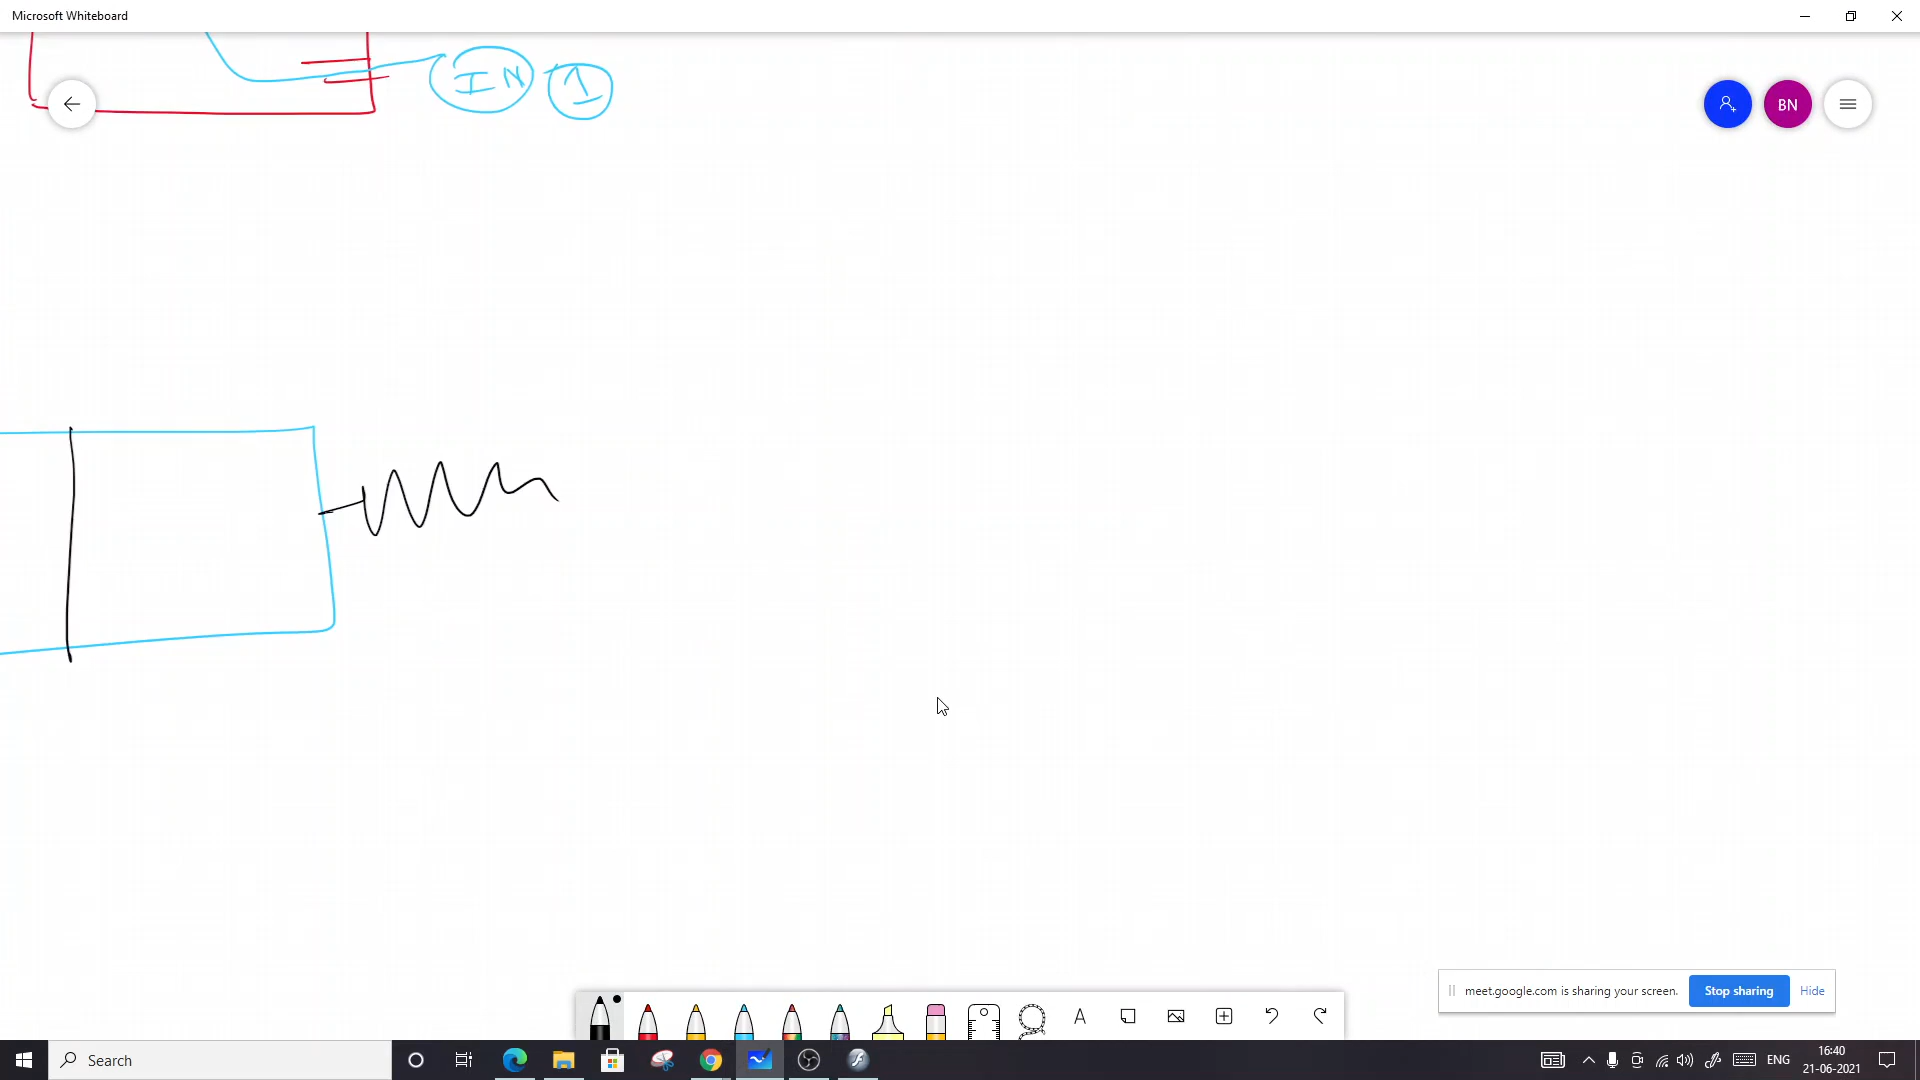 Microsoft Whiteboard
IN 1
BN
A
meet.google.com is sharing your screen. Stop sharing Hide
Search
ENG
16:40
21-06-2021